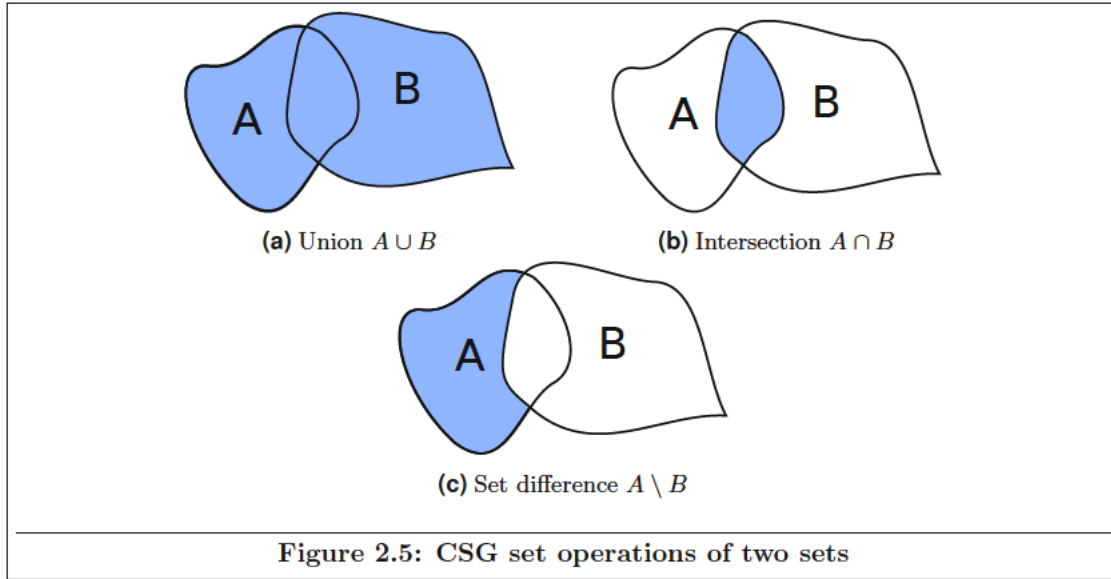 A B
A B
(a) Union A ∪ B
(b) Intersection A ∩ B
A B
(c) Set difference A \ B
Figure 2.5: CSG set operations of two sets